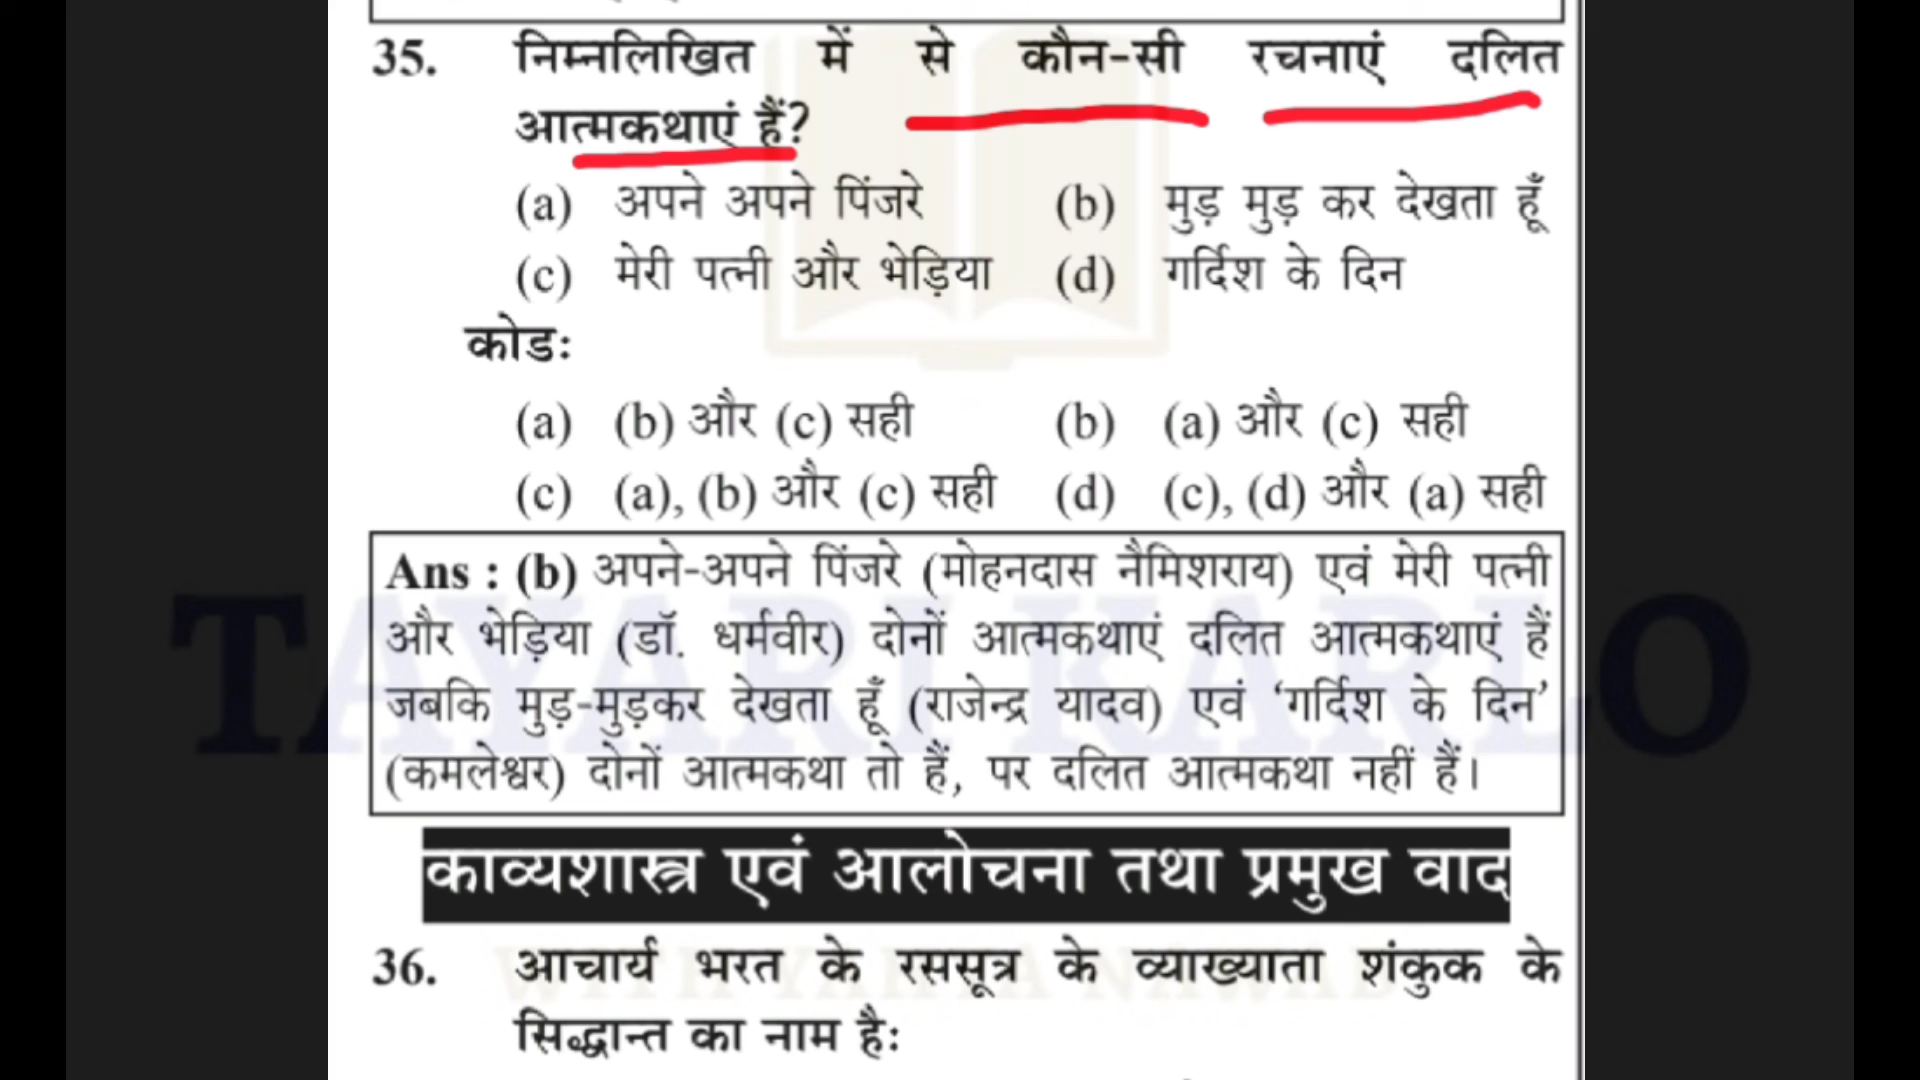 35. निम्नलिखित में से कौन-सी रचनाएं दलित
आत्मकथाएं हैं?
(a) अपने अपने पिंजरे (b) मुड़ मुड़ कर देखता हूँ
(c) मेरी पत्नी और भेड़िया (d) गर्दिश के दिन
कोडः
(a) (b) और (c) सही (b) (a) और (c) सही
(c) (a), (b) और (c) सही (d) (c), (d) और (a) सही
Ans : (b) अपने-अपने पिंजरे (मोहनदास नैमिशराय) एवं मेरी पत्नी
और भेड़िया (डॉ. धर्मवीर) दोनों आत्मकथाएं दलित आत्मकथाएं हैं
जबकि मुड़-मुड़कर देखता हूँ (राजेन्द्र यादव) एवं ‘गर्दिश के दिन’
(कमलेश्वर) दोनों आत्मकथा तो हैं, पर दलित आत्मकथा नहीं हैं।
TAYARI KARLO
काव्यशास्त्र एवं आलोचना तथा प्रमुख वाद
36. आचार्य भरत के रससूत्र के व्याख्याता शंकुक के
सिद्धान्त का नाम हैः